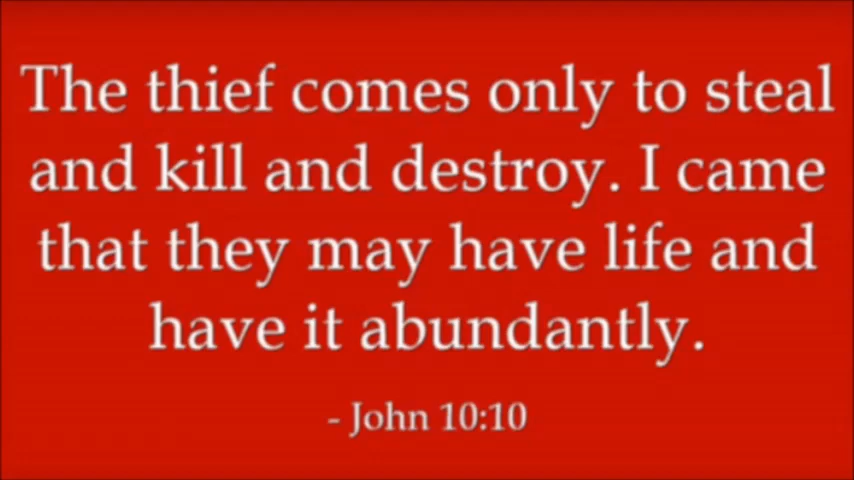 The thief comes only to steal
and kill and destroy. I came
that they may have life and
have it abundantly.
- John 10:10